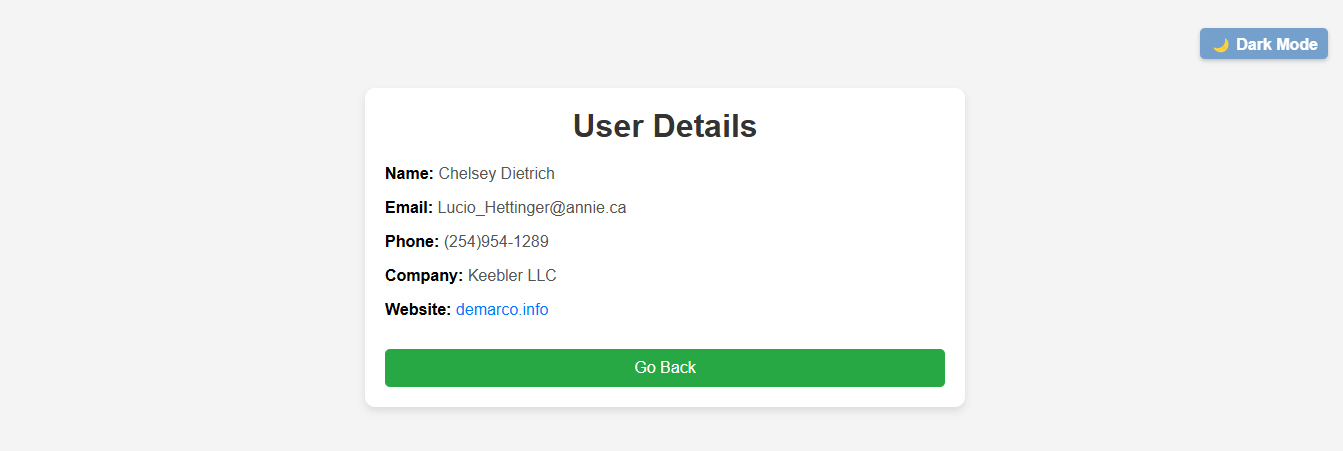 🌙 Dark Mode
User Details
Name: Chelsey Dietrich
Email: Lucio_Hettinger@annie.ca
Phone: (254)954-1289
Company: Keebler LLC
Website: demarco.info
Go Back